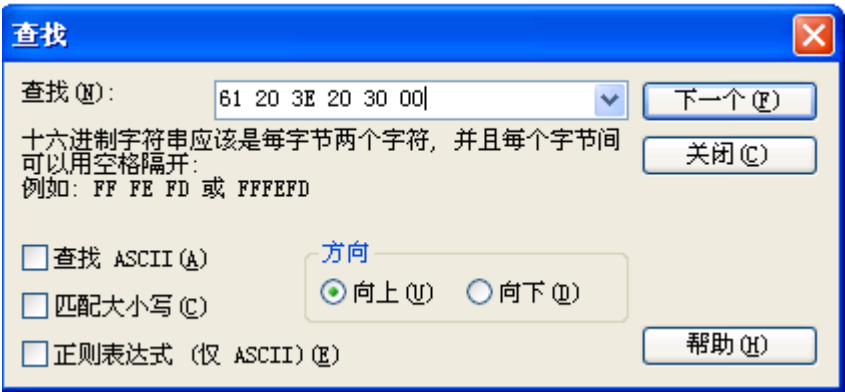 查找
查找(N): 61 20 3E 20 30 00 下一个(F)
十六进制字符串应该是每字节两个字符, 并且每个字节间
可以用空格隔开:
例如: FF FE FD 或 FFFEFD
关闭(C)
查找 ASCII(A)
匹配大小写(C)
正则表达式 (仅 ASCII)(E)
方向
向上(U) 向下(D)
帮助(H)